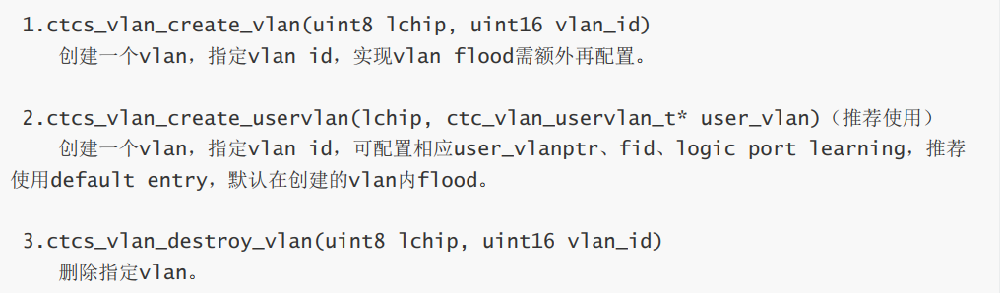 1.ctcs_vlan_create_vlan(uint8 lchip, uint16 vlan_id)
创建一个vlan，指定vlan id，实现vlan flood需额外再配置。
2.ctcs_vlan_create_uservlan(lchip, ctc_vlan_uservlan_t* user_vlan)（推荐使用）
创建一个vlan，指定vlan id，可配置相应user_vlanptr、fid、logic port learning，推荐
使用default entry，默认在创建的vlan内flood。
3.ctcs_vlan_destroy_vlan(uint8 lchip, uint16 vlan_id)
删除指定vlan。